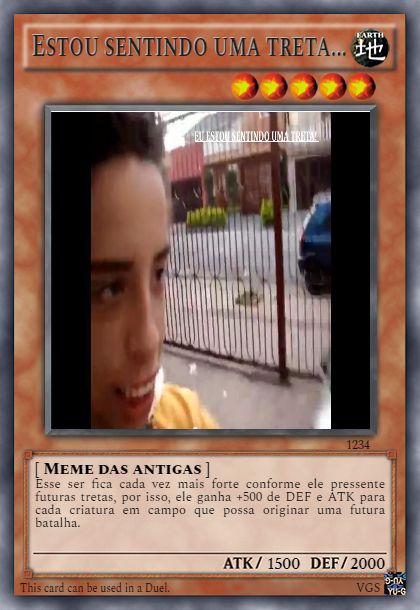 ESTOU SENTINDO UMA TRETA...
EARTH
地
EU ESTOU SENTINDO UMA TRETA!
1234
[ MEME DAS ANTIGAS ]
Esse ser fica cada vez mais forte conforme ele pressente
futuras tretas, por isso, ele ganha +500 de DEF e ATK para
cada criatura em campo que possa originar uma futura
batalha.
ATK/ 1500 DEF/ 2000
This card can be used in a Duel.
VGS